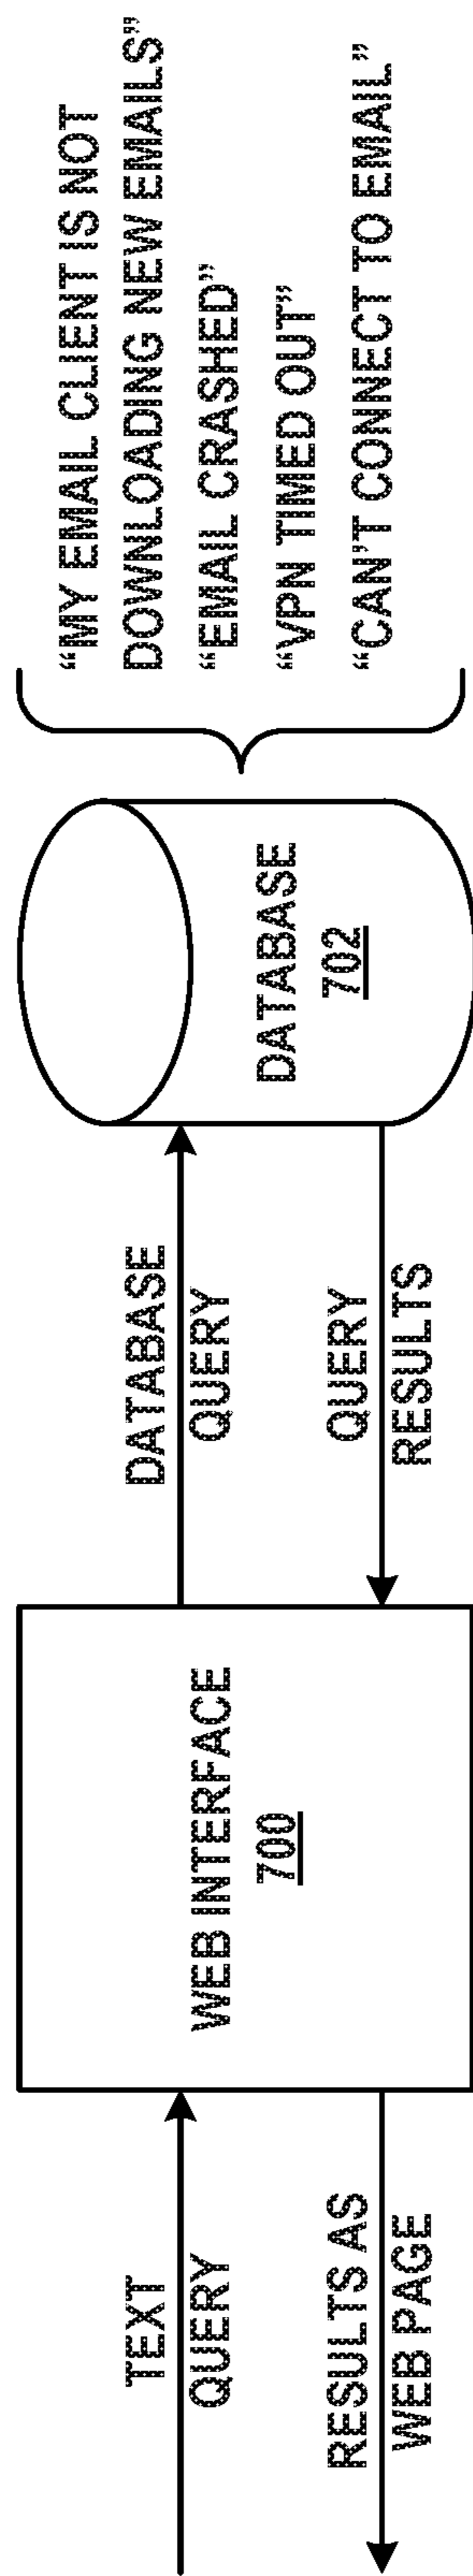 TEXT
QUERY
RESULTS AS
WEB PAGE
WEB INTERFACE
700
DATABASE
QUERY
QUERY
RESULTS
DATABASE
702
“MY EMAIL CLIENT IS NOT
DOWNLOADING NEW EMAILS”
“EMAIL CRASHED”
“VPN TIMED OUT”
“CAN’T CONNECT TO EMAIL”